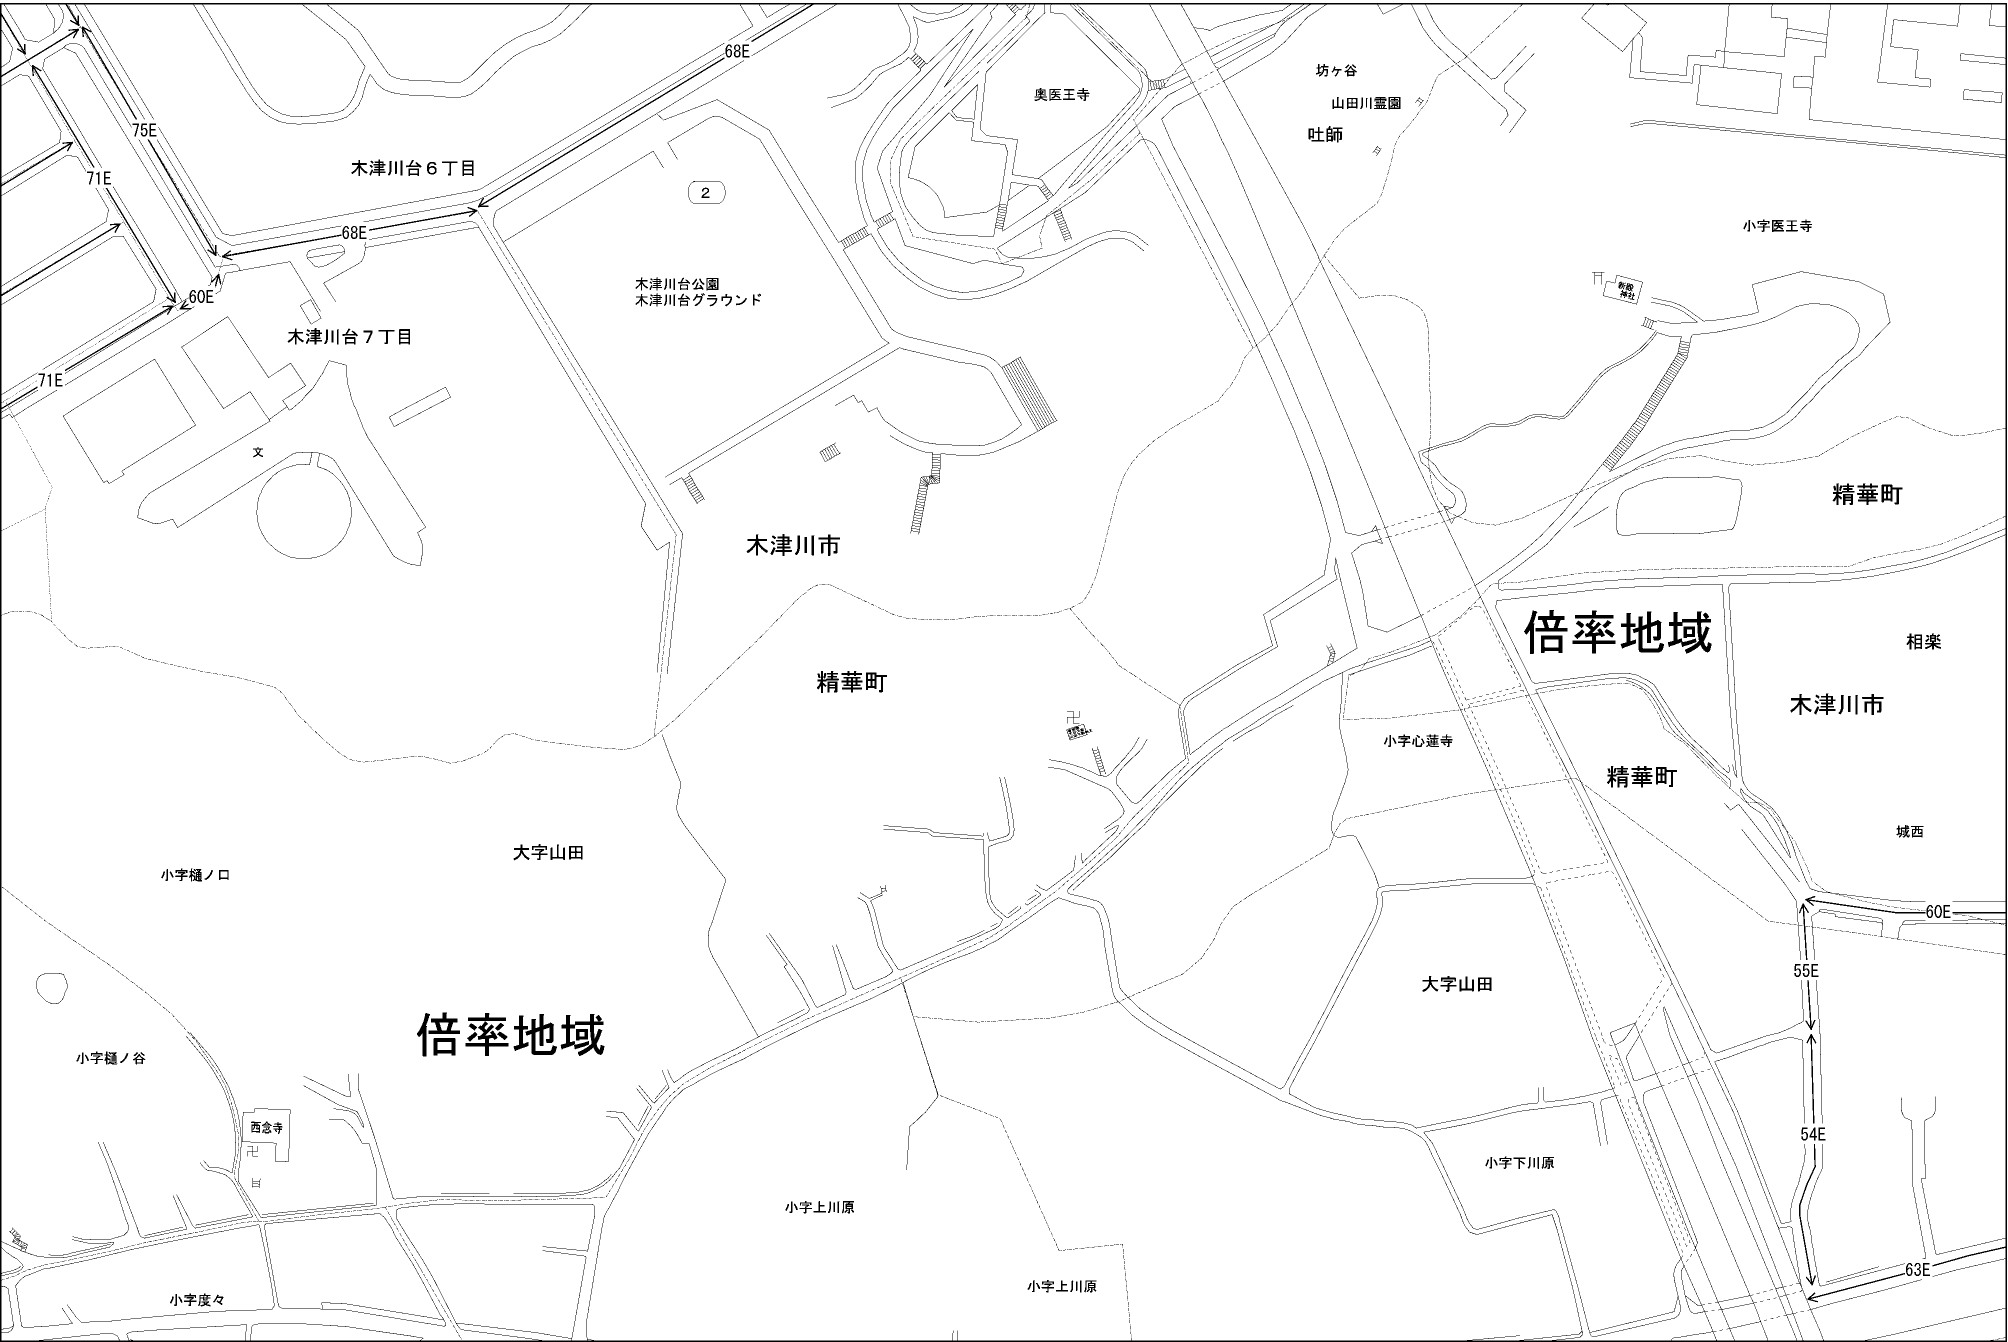 68E
坊ヶ谷
奥医王寺
山田川霊園
75E
吐師
木津川台６丁目
71E
2
小字医王寺
68E
木津川台公園
木津川台グラウンド
新殿
神社
60E
木津川台７丁目
71E
文
精華町
木津川市
倍率地域
相楽
精華町
木津川市
小字心蓮寺
精華町
城西
大字山田
小字樋ノ口
60E
55E
大字山田
倍率地域
小字樋ノ谷
西念寺
54E
小字下川原
小字上川原
63E
小字上川原
小字度々